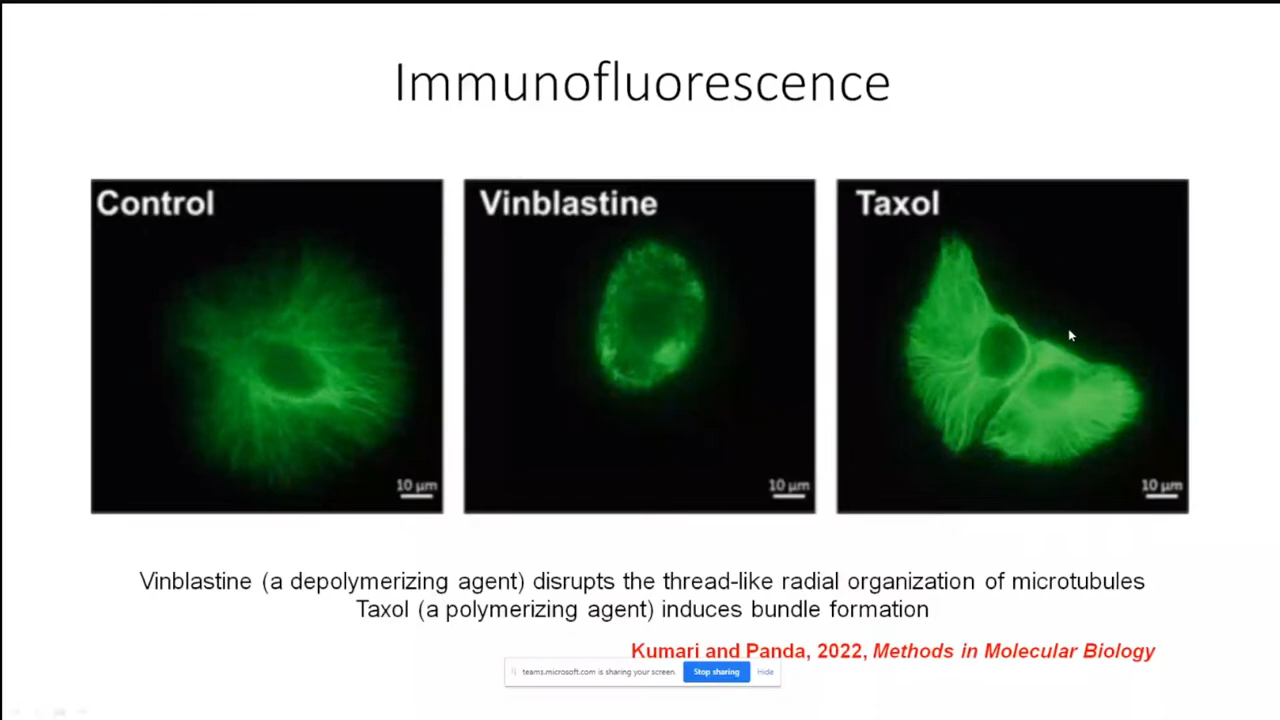 Immunofluorescence
Control
Vinblastine
Taxol
10 µm
10 µm
10 µm
Vinblastine (a depolymerizing agent) disrupts the thread-like radial organization of microtubules
Taxol (a polymerizing agent) induces bundle formation
Kumari and Panda, 2022, Methods in Molecular Biology
teams.microsoft.com is sharing your screen.
Stop sharing
Hide